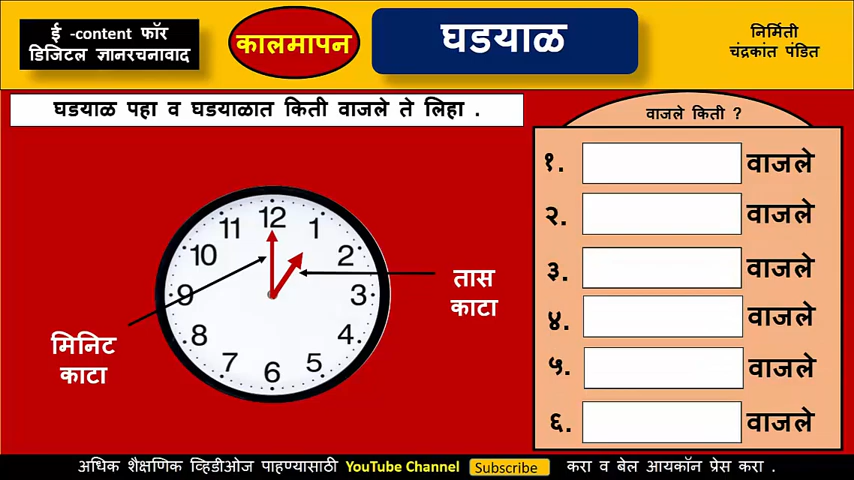 ई -content फॉर
डिजिटल ज्ञानरचनावाद
कालमापन
घडयाळ
निर्मिती
चंद्रकांत पंडित
घडयाळ पहा व घडयाळात किती वाजले ते लिहा .
वाजले किती ?
१. वाजले
२. वाजले
३. वाजले
४. वाजले
५. वाजले
६. वाजले
12
11 1
10 2
9 3
8 4
7 5
6
तास
काटा
मिनिट
काटा
अधिक शैक्षणिक व्हिडीओज पाहण्यासाठी YouTube Channel Subscribe करा व बेल आयकॉन प्रेस करा .